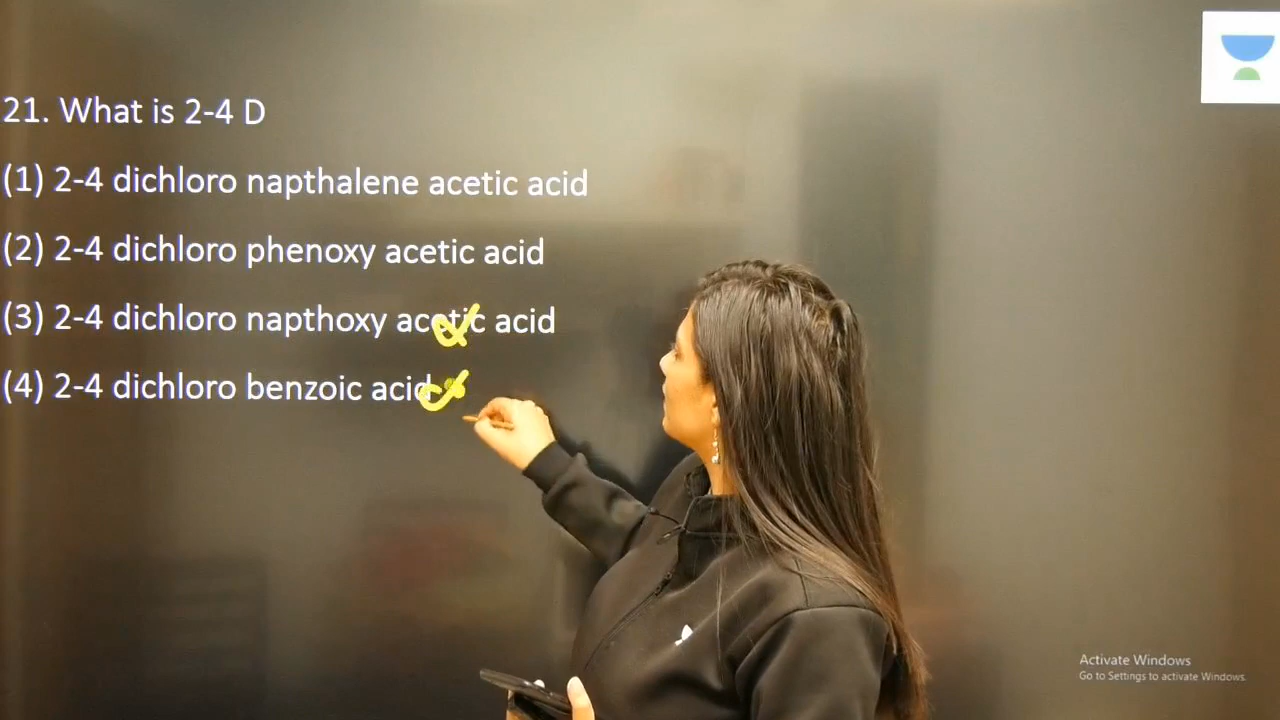 21. What is 2-4 D
(1) 2-4 dichloro napthalene acetic acid
(2) 2-4 dichloro phenoxy acetic acid
(3) 2-4 dichloro napthoxy acetic acid
(4) 2-4 dichloro benzoic acid
Activate Windows
Go to Settings to activate Windows.